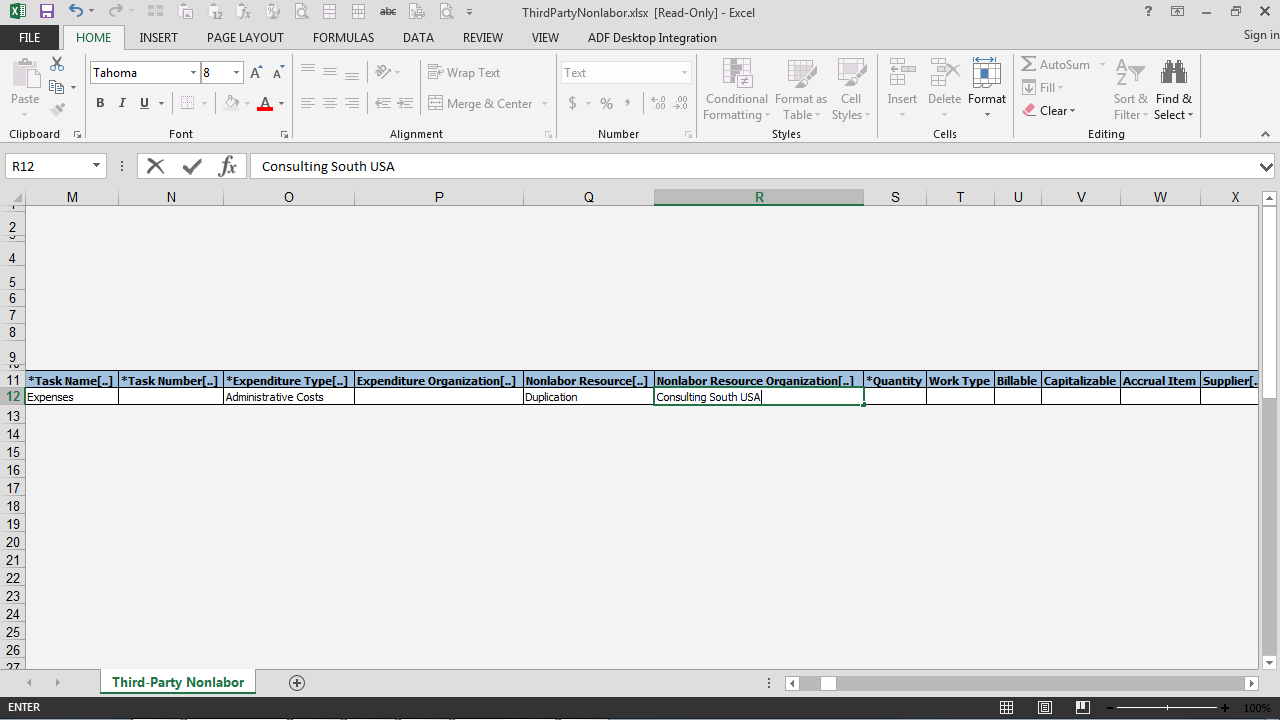 ThirdPartyNonlabor.xlsx [Read-Only] - Excel
FILE HOME INSERT PAGE LAYOUT FORMULAS DATA REVIEW VIEW ADF Desktop Integration Sign in
Tahoma 8 Wrap Text Text AutoSum
Paste Conditional Format as Cell Insert Delete Format Fill Sort & Find &
B I U Merge & Center $ % Formatting Table Styles Clear Filter Select
Clipboard Font Alignment Number Styles Cells Editing
R12 fx Consulting South USA
M N O P Q R S T U V W X
1
2
3
4
5
6
7
8
9
10
11 *Task Name[..] *Task Number[..] *Expenditure Type[..] Expenditure Organization[..] Nonlabor Resource[..] Nonlabor Resource Organization[..] *Quantity Work Type Billable Capitalizable Accrual Item Supplier[..
12 Expenses Administrative Costs Duplication Consulting South USA
13
14
15
16
17
18
19
20
21
22
23
24
25
26
27
Third-Party Nonlabor
ENTER 100%